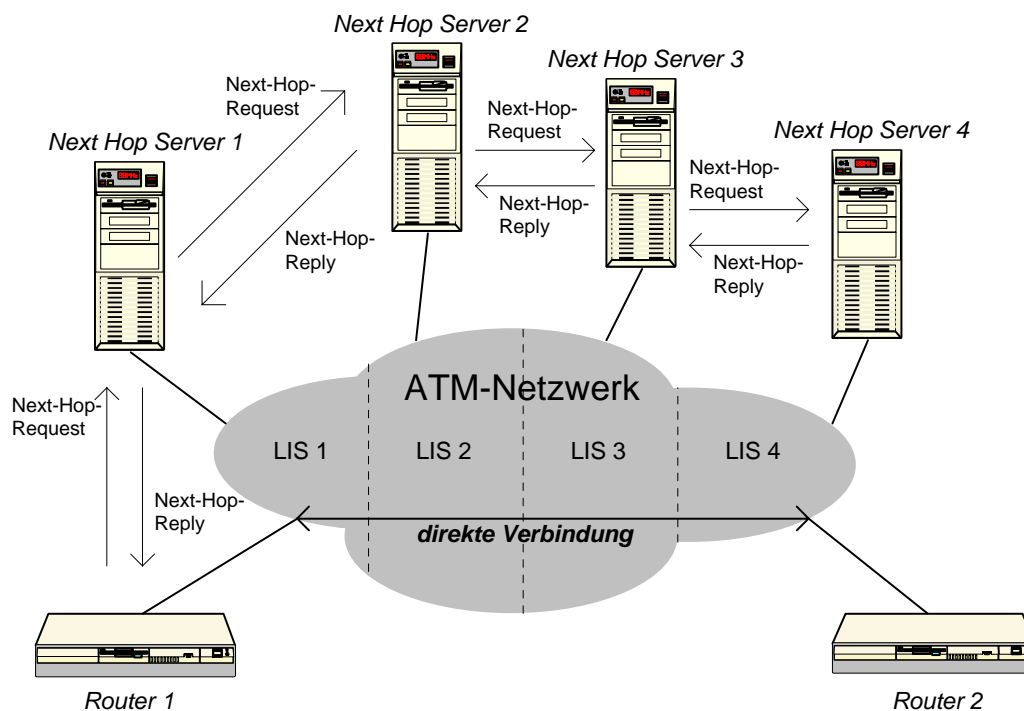 Next Hop Server 2
Next Hop Server 3
Next-Hop-
Request
Next Hop Server 1
Next-Hop-
Request
Next Hop Server 4
Next-Hop-
Request
Next-Hop-
Reply
Next-Hop-
Reply
Next-Hop-
Reply
ATM-Netzwerk
Next-Hop-
Request
LIS 1
LIS 2
LIS 3
LIS 4
Next-Hop-
Reply
direkte Verbindung
Router 1
Router 2